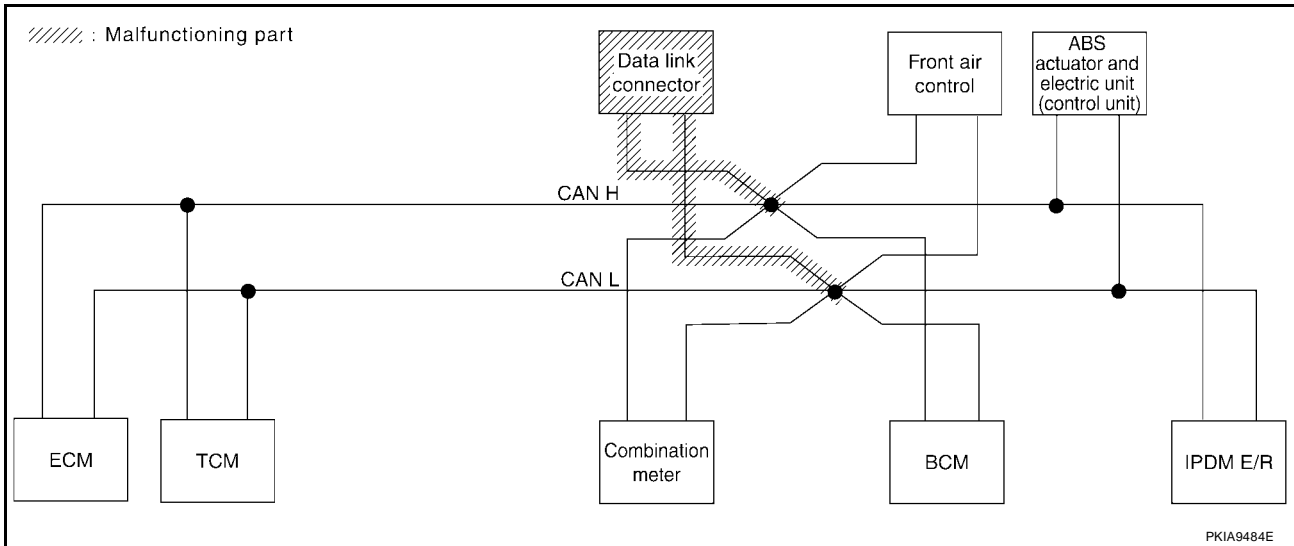 : Malfunctioning part
Data link
connector
Front air
control
ABS
actuator and
electric unit
(control unit)
CAN H
CAN L
ECM
TCM
Combination
meter
BCM
IPDM E/R
PKIA9484E